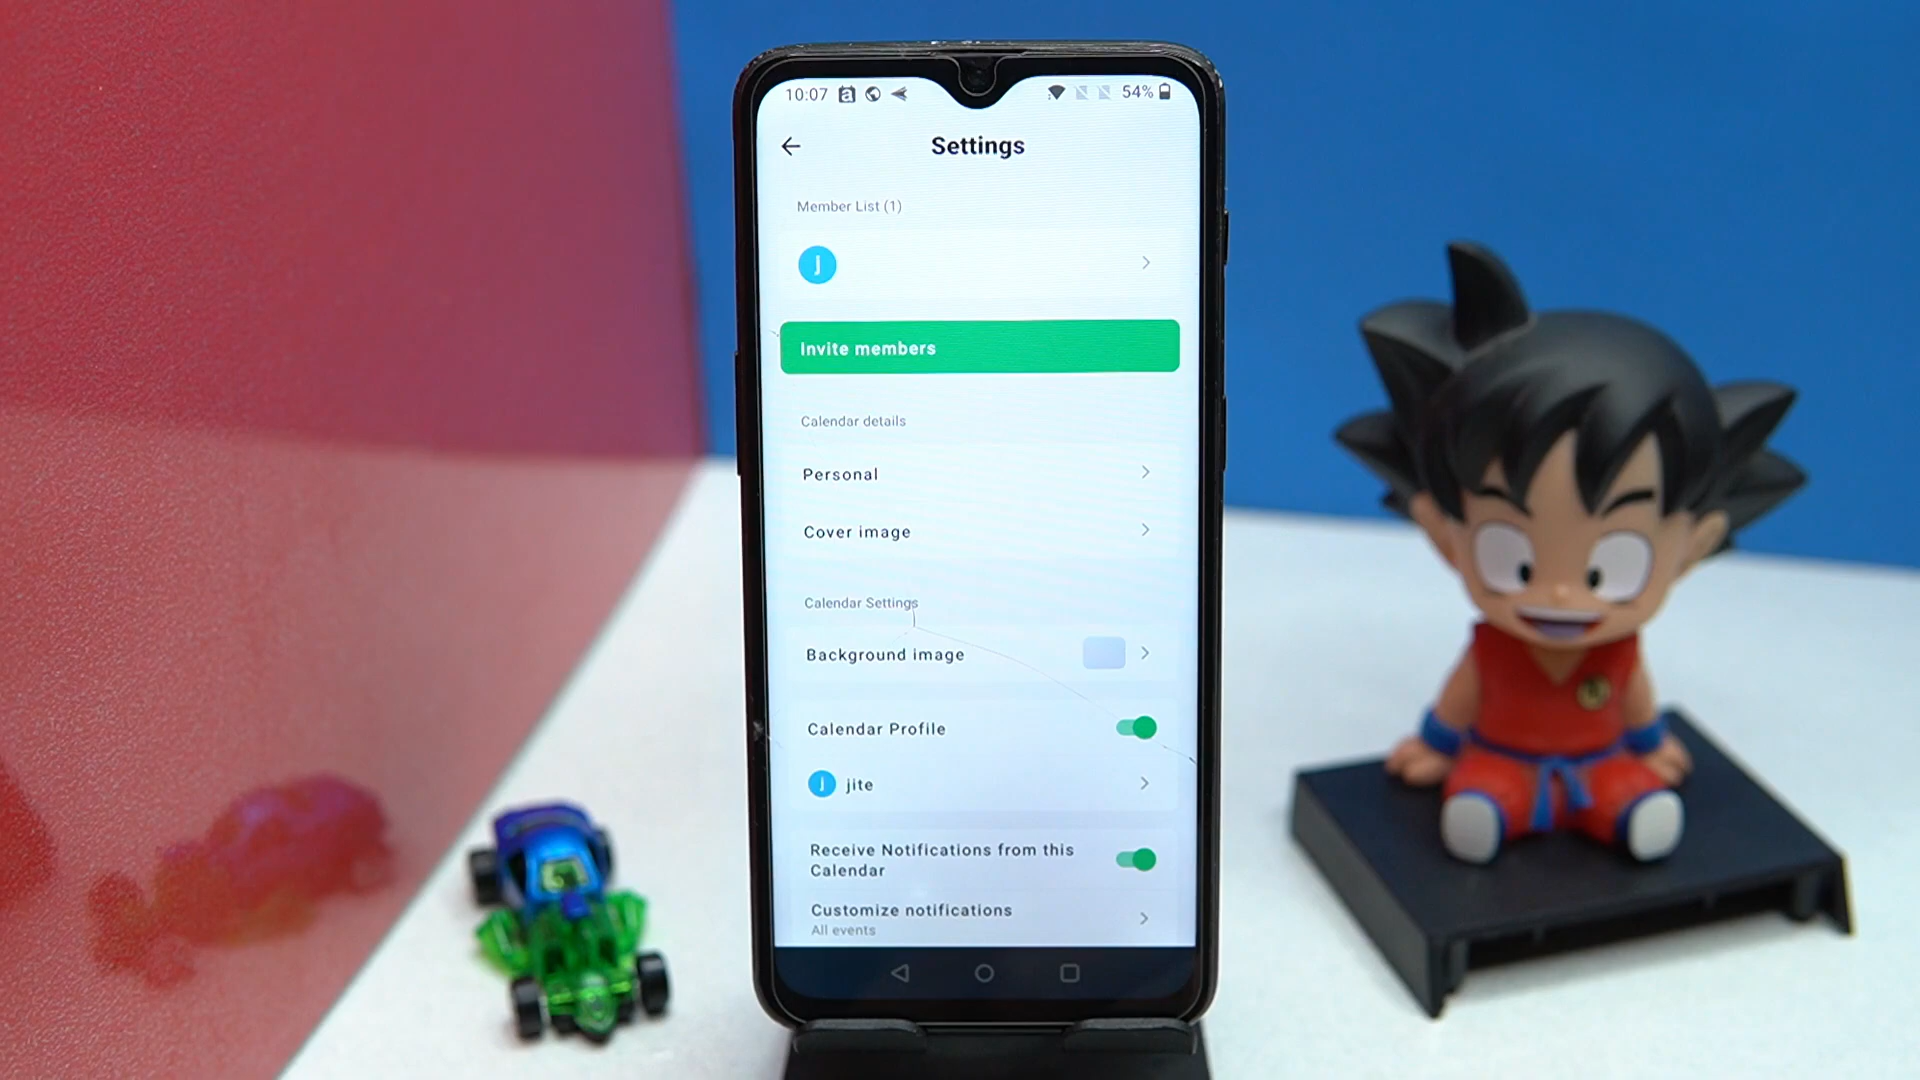 10:07
54%
Settings
Member List (1)
J
Invite members
Calendar details
Personal
Cover image
Calendar Settings
Background image
Calendar Profile
J jite
Receive Notifications from this
Calendar
Customize notifications
All events